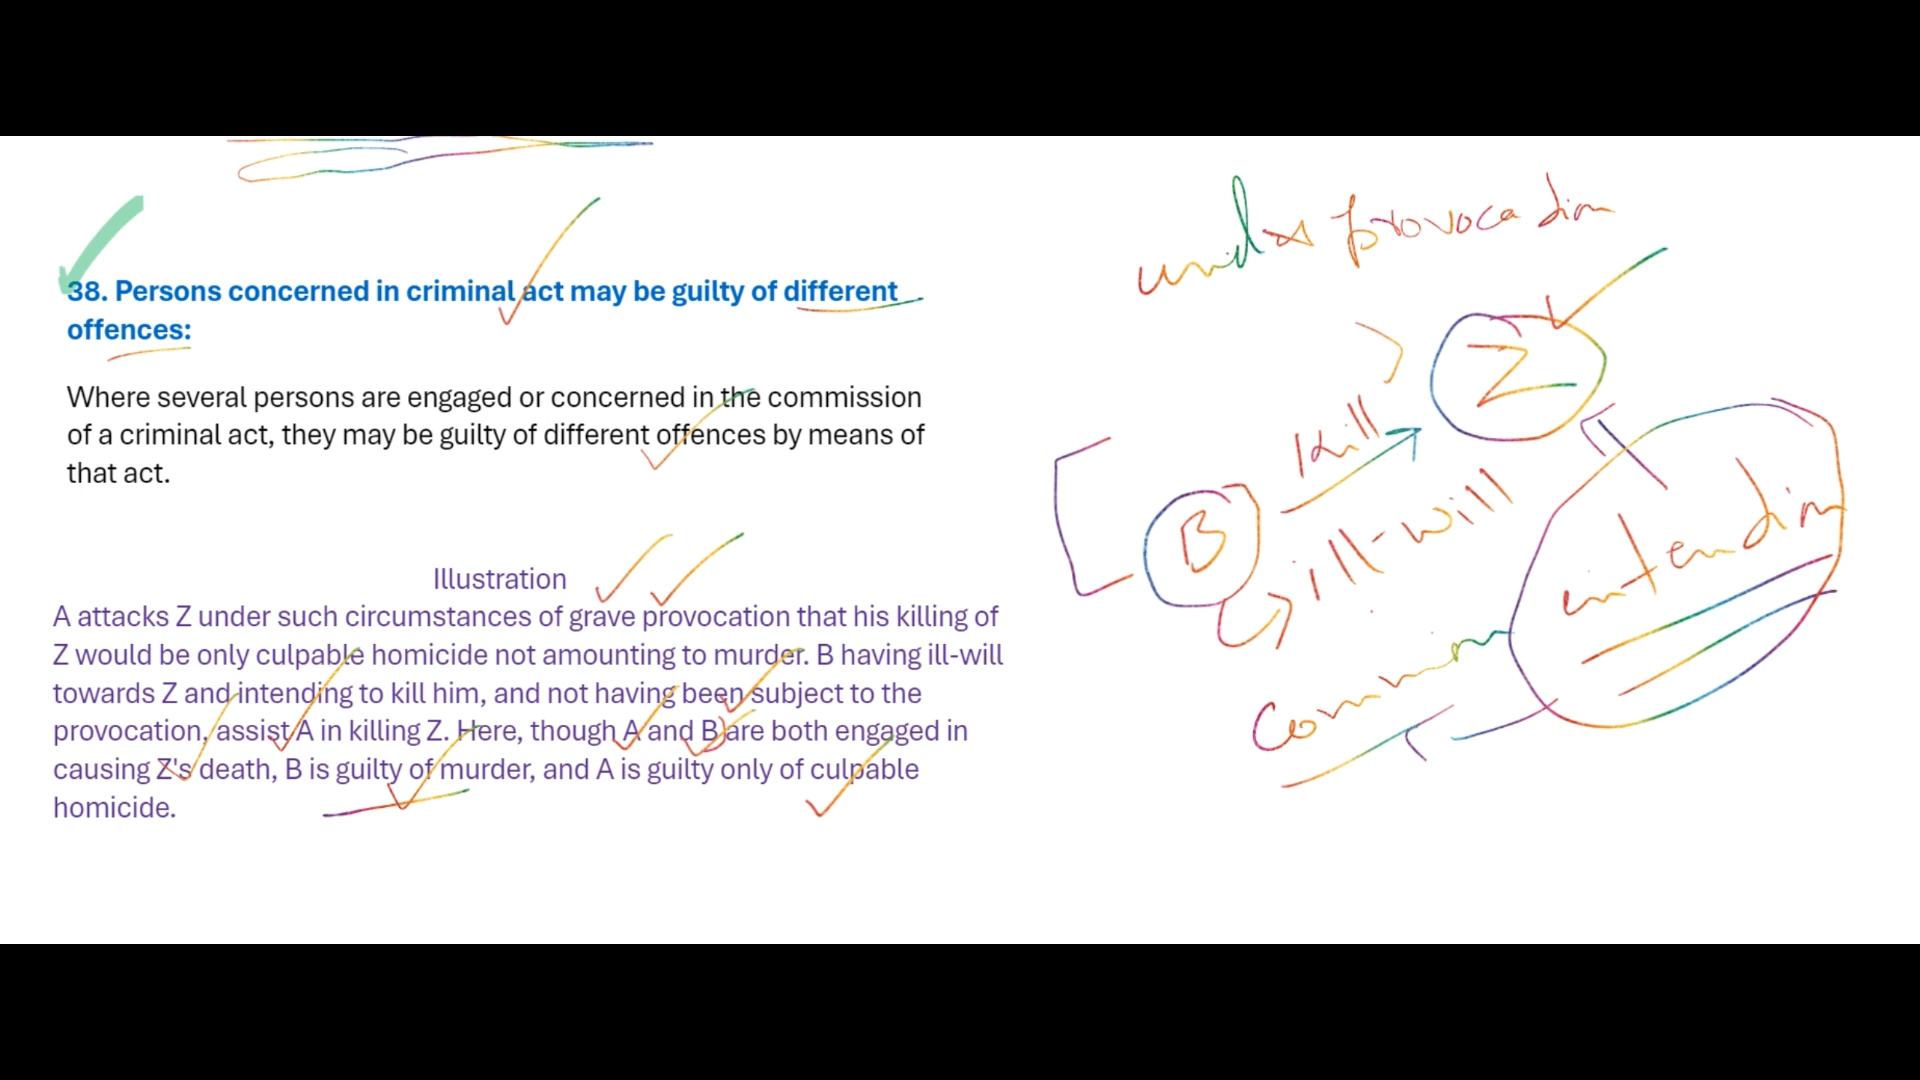 38. Persons concerned in criminal act may be guilty of different
offences:
Where several persons are engaged or concerned in the commission
of a criminal act, they may be guilty of different offences by means of
that act.
Illustration
A attacks Z under such circumstances of grave provocation that his killing of
Z would be only culpable homicide not amounting to murder. B having ill-will
towards Z and intending to kill him, and not having been subject to the
provocation, assist A in killing Z. Here, though A and B are both engaged in
causing Z's death, B is guilty of murder, and A is guilty only of culpable
homicide.
under provocation
Z
Kill
B
ill-will
intention
Common